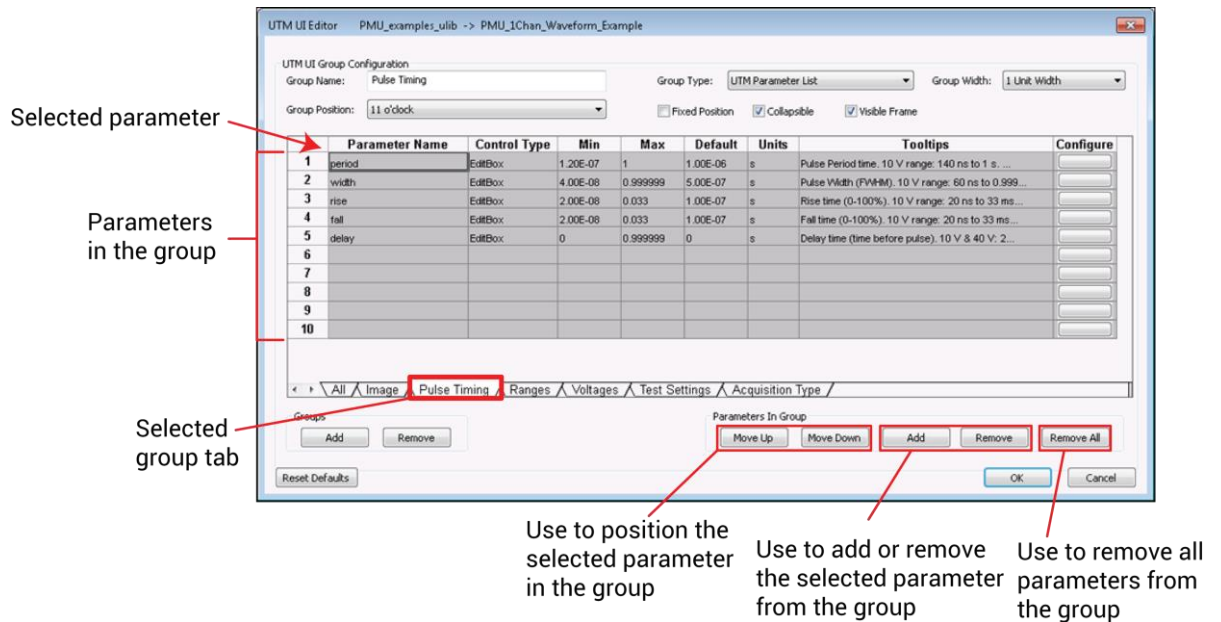 UTM UI Editor PMU_examples_ulib -> PMU_1Chan_Waveform_Example
UTM UI Group Configuration
Group Name: Pulse Timing Group Type: UTM Parameter List Group Width: 1 Unit Width
Group Position: 11 o'clock Fixed Position Collapsible Visible Frame
Selected parameter
Parameters
in the group
Parameter Name Control Type Min Max Default Units Tooltips Configure
1 period EditBox 1.20E-07 1 1.00E-06 s Pulse Period time. 10 V range: 140 ns to 1 s. ...
2 width EditBox 4.00E-08 0.999999 5.00E-07 s Pulse Width (FWHM). 10 V range: 60 ns to 0.999...
3 rise EditBox 2.00E-08 0.033 1.00E-07 s Rise time (0-100%). 10 V range: 20 ns to 33 ms...
4 fall EditBox 2.00E-08 0.033 1.00E-07 s Fall time (0-100%). 10 V range: 20 ns to 33 ms...
5 delay EditBox 0 0.999999 0 s Delay time (time before pulse). 10 V & 40 V: 2...
6
7
8
9
10
All Image Pulse Timing Ranges Voltages Test Settings Acquisition Type
Selected
group tab
Groups
Add Remove
Parameters In Group
Move Up Move Down Add Remove Remove All
Reset Defaults OK Cancel
Use to position the
selected parameter
in the group
Use to add or remove
the selected parameter
from the group
Use to remove all
parameters from
the group